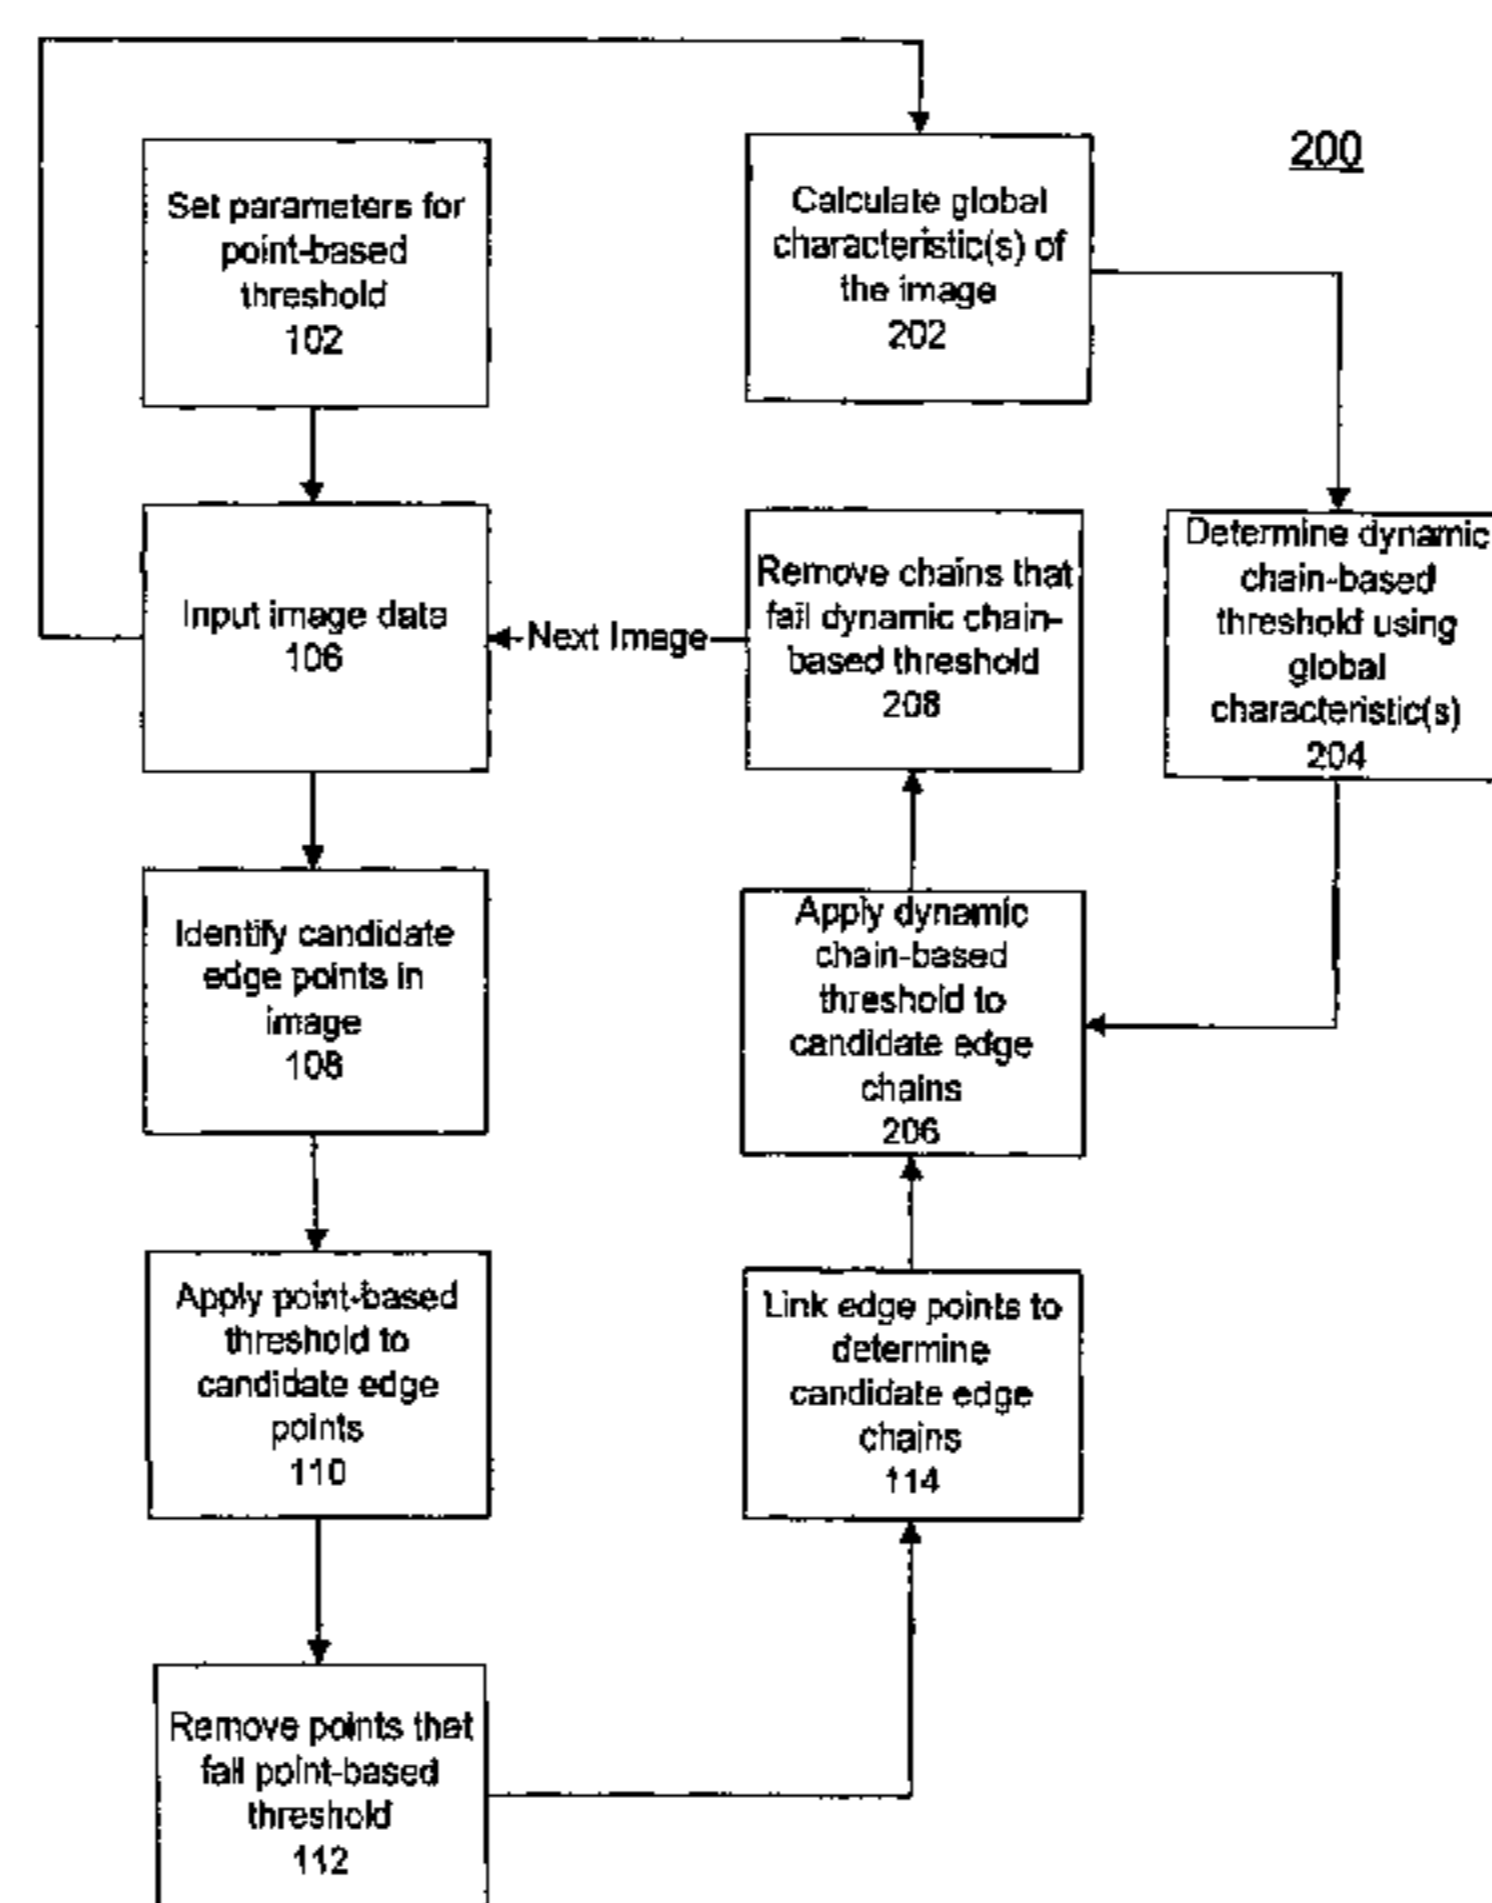 200
Set parameters for
point-based
threshold
102
Calculate global
characteristic(s) of
the image
202
Input image data
106
Next Image
Remove chains that
fail dynamic chain-
based threshold
208
Determine dynamic
chain-based
threshold using
global
characteristic(s)
204
Identify candidate
edge points in
image
108
Apply dynamic
chain-based
threshold to
candidate edge
chains
206
Apply point-based
threshold to
candidate edge
points
110
Link edge points to
determine
candidate edge
chains
114
Remove points that
fail point-based
threshold
112